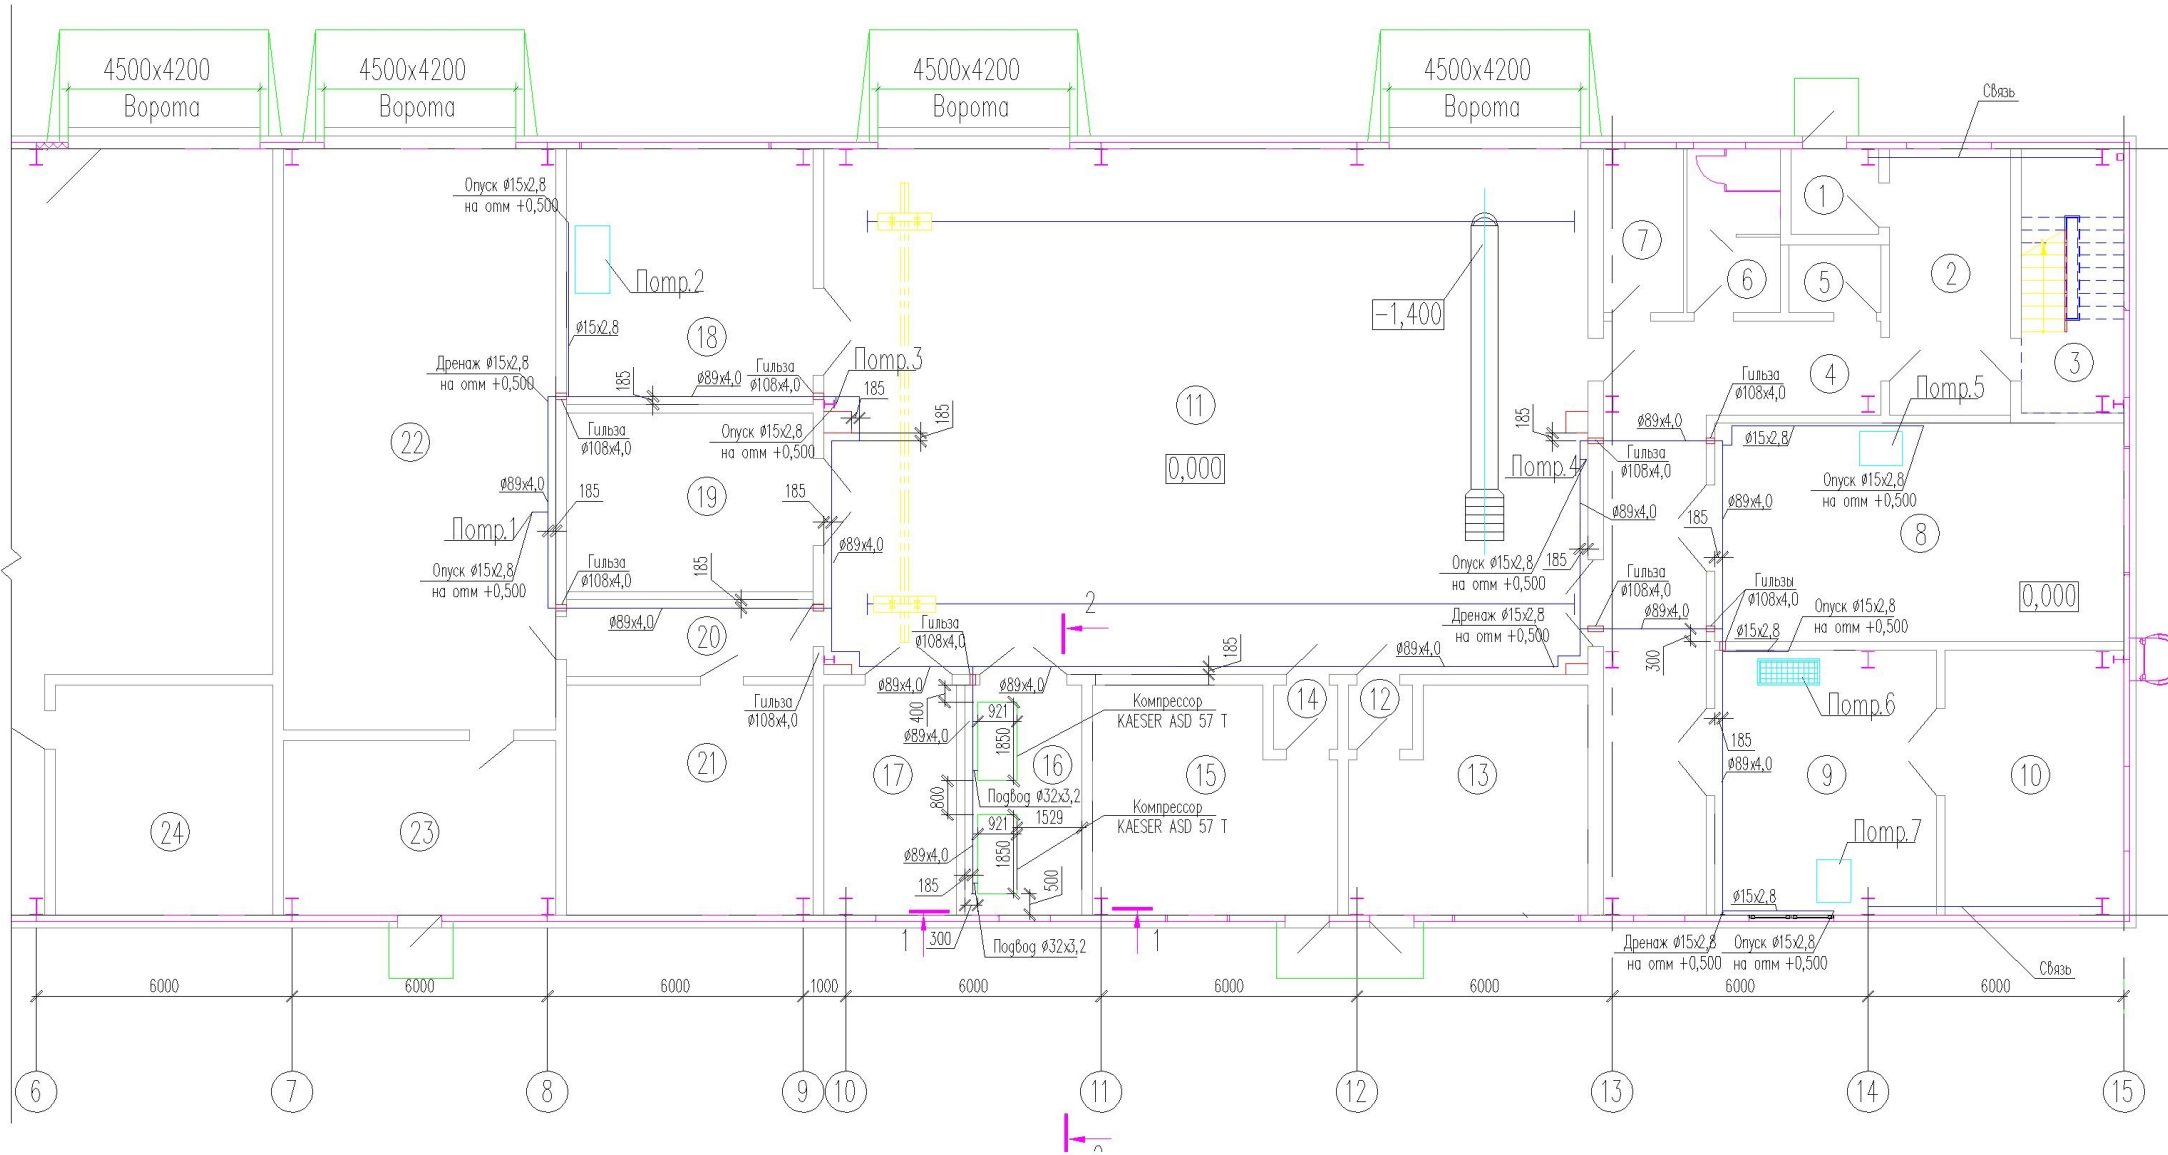 4500x4200
Ворота
4500x4200
Ворота
4500x4200
Ворота
4500x4200
Ворота
Связь
Опуск ø15x2,8
на отм +0,500
Потр.2
ø15x2,8
18
Дренаж ø15x2,8
на отм +0,500
185
ø89x4,0
Гильза
ø108x4,0
Потр.3
185
185
Гильза
ø108x4,0
Опуск ø15x2,8
на отм +0,500
22
ø89x4,0
185
Потр.1
Опуск ø15x2,8
на отм +0,500
19
185
ø89x4,0
Гильза
ø108x4,0
185
ø89x4,0
20
11
0,000
-1,400
1
2
3
4
5
6
7
Гильза
ø108x4,0
Потр.5
185
ø89x4,0
ø15x2,8
Потр.4
Гильза
ø108x4,0
Опуск ø15x2,8
на отм +0,500
ø89x4,0
185
ø89x4,0
8
Опуск ø15x2,8
на отм +0,500
185
Гильза
ø108x4,0
Гильзы
ø108x4,0
0,000
2
Дренаж ø15x2,8
на отм +0,500
ø89x4,0
Опуск ø15x2,8
на отм +0,500
ø15x2,8
300
Гильза
ø108x4,0
185
ø89x4,0
ø89x4,0
ø89x4,0
Гильза
ø108x4,0
400
921
1850
ø89x4,0
Компрессор
KAESER ASD 57 T
14
12
Потр.6
185
ø89x4,0
21
17
16
15
13
9
10
800
Подвод ø32x3,2
921
1529
1850
Компрессор
KAESER ASD 57 T
24
23
ø89x4,0
185
500
Потр.7
ø15x2,8
1
300
Подвод ø32x3,2
1
Дренаж ø15x2,8
на отм +0,500
Опуск ø15x2,8
на отм +0,500
Связь
6000
6000
6000
1000
6000
6000
6000
6000
6000
6
7
8
9
10
11
12
13
14
15